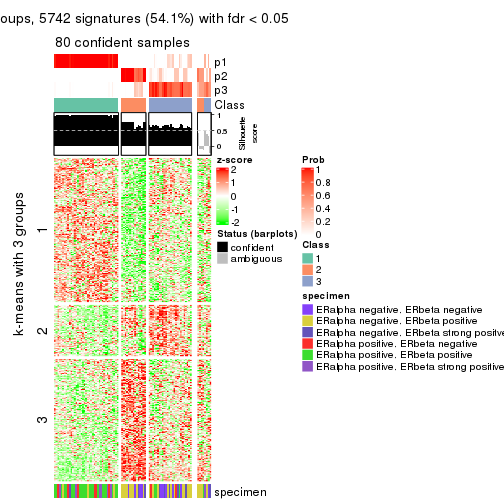 oups, 5742 signatures (54.1%) with fdr < 0.05
80 confident samples
p1
p2
p3
Class
1
0.5
0
Silhouette
score
k-means with 3 groups
1
2
3
z-score
2
1
0
-1
-2
Status (barplots)
confident
ambiguous
Prob
1
0.8
0.6
0.4
0.2
0
Class
1
2
3
specimen
ERalpha negative. ERbeta negative
ERalpha negative. ERbeta positive
ERalpha negative. ERbeta strong positive
ERalpha positive. ERbeta negative
ERalpha positive. ERbeta positive
ERalpha positive. ERbeta strong positive
specimen